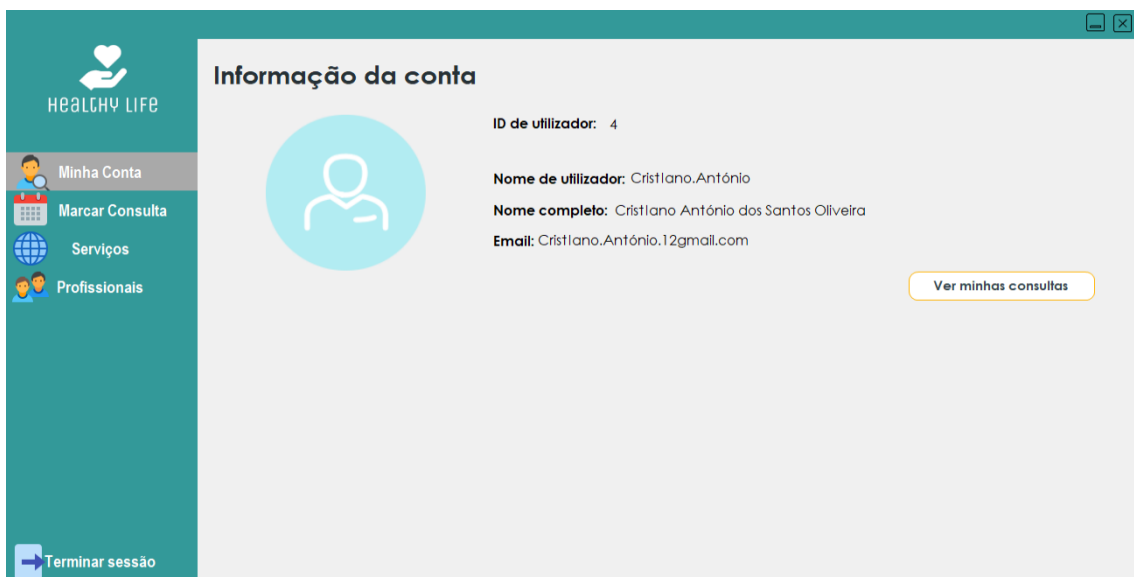 HEALTHY LIFE
Minha Conta
Marcar Consulta
Serviços
Profissionais
Terminar sessão
Informação da conta
ID de utilizador: 4
Nome de utilizador: CristIano.António
Nome completo: CristIano António dos Santos Oliveira
Email: CristIano.António.12gmail.com
Ver minhas consultas